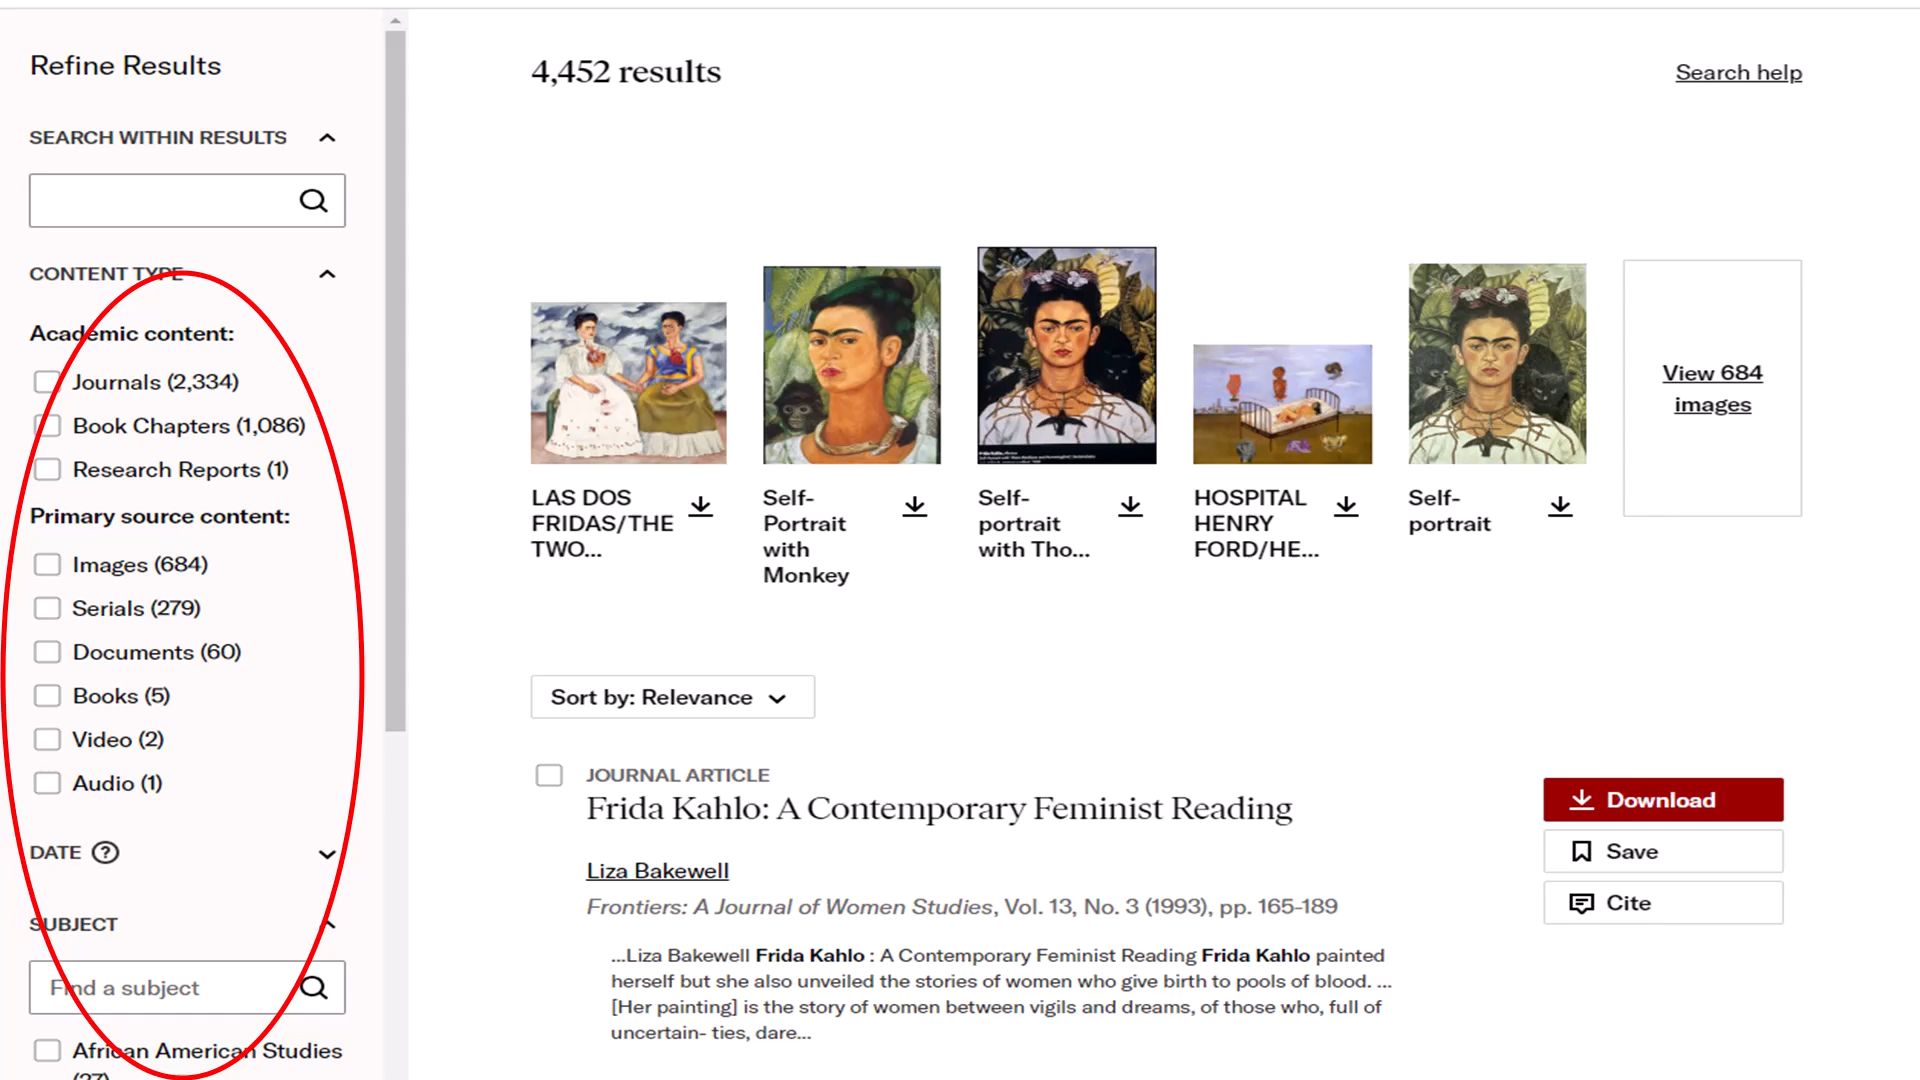 Refine Results
SEARCH WITHIN RESULTS
CONTENT TYPE
Academic content:
Journals (2,334)
Book Chapters (1,086)
Research Reports (1)
Primary source content:
Images (684)
Serials (279)
Documents (60)
Books (5)
Video (2)
Audio (1)
DATE ?
SUBJECT
Find a subject
African American Studies
4,452 results
Search help
LAS DOS
FRIDAS/THE
TWO...
Self-
Portrait
with
Monkey
Self-
portrait
with Tho...
HOSPITAL
HENRY
FORD/HE...
Self-
portrait
View 684
images
Sort by: Relevance
JOURNAL ARTICLE
Frida Kahlo: A Contemporary Feminist Reading
Liza Bakewell
Frontiers: A Journal of Women Studies, Vol. 13, No. 3 (1993), pp. 165-189
...Liza Bakewell Frida Kahlo : A Contemporary Feminist Reading Frida Kahlo painted
herself but she also unveiled the stories of women who give birth to pools of blood. ...
[Her painting] is the story of women between vigils and dreams, of those who, full of
uncertain- ties, dare...
Download
Save
Cite